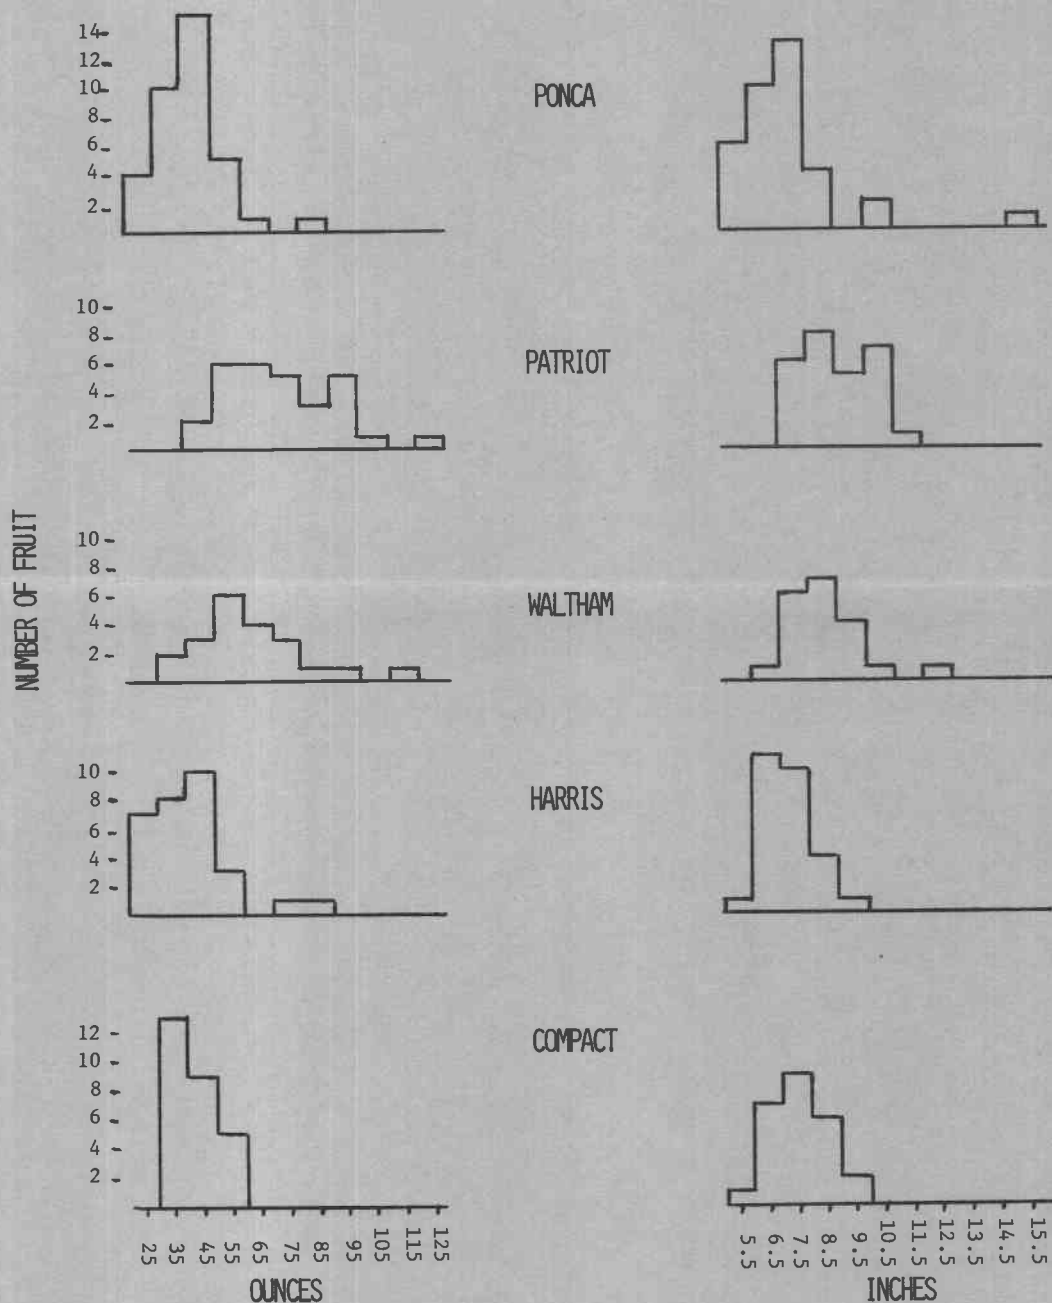 14-
12-
10-
8-
6-
4-
2-
PONCA
10-
8-
6-
4-
2-
PATRIOT
NUMBER OF FRUIT
10-
8-
6-
4-
2-
WALTHAM
10-
8-
6-
4-
2-
HARRIS
12-
10-
8-
6-
4-
2-
COMPACT
25 35 45 55 65 75 85 95 105 115 125
OUNCES
5.5 6.5 7.5 8.5 9.5 10.5 11.5 12.5 13.5 14.5 15.5
INCHES